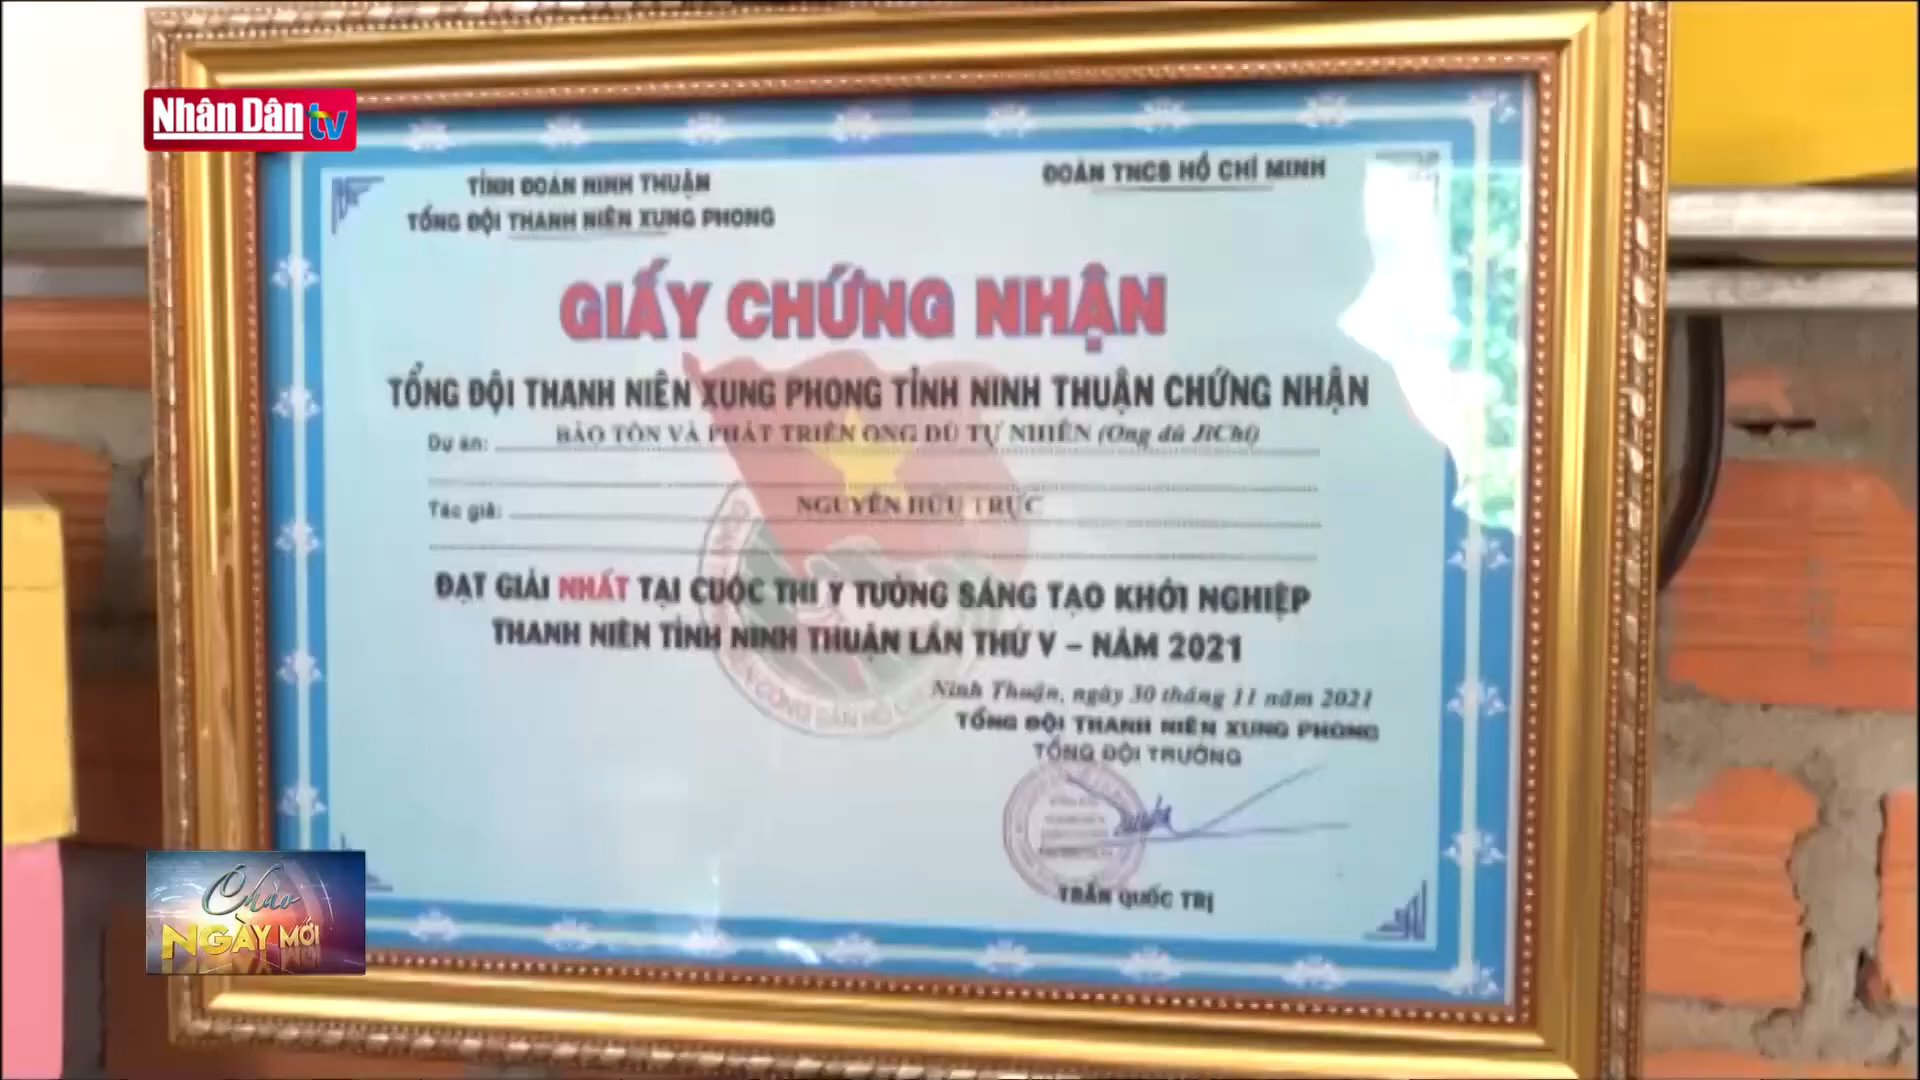 Nhân Dân tv
TỈNH ĐOÀN NINH THUẬN
TỔNG ĐỘI THANH NIÊN XUNG PHONG
ĐOÀN TNCS HỒ CHÍ MINH
GIẤY CHỨNG NHẬN
TỔNG ĐỘI THANH NIÊN XUNG PHONG TỈNH NINH THUẬN CHỨNG NHẬN
Dự án: BẢO TỒN VÀ PHÁT TRIỂN ONG DÚ TỰ NHIÊN (Ong dú JiChi)
Tác giả: NGUYỄN HỮU TRỰC
ĐẠT GIẢI NHẤT TẠI CUỘC THI Ý TƯỞNG SÁNG TẠO KHỞI NGHIỆP
THANH NIÊN TỈNH NINH THUẬN LẦN THỨ V – NĂM 2021
Ninh Thuận, ngày 30 tháng 11 năm 2021
TỔNG ĐỘI THANH NIÊN XUNG PHONG
TỔNG ĐỘI TRƯỞNG
TRẦN QUỐC TRỊ
Chào
NGÀY MỚI